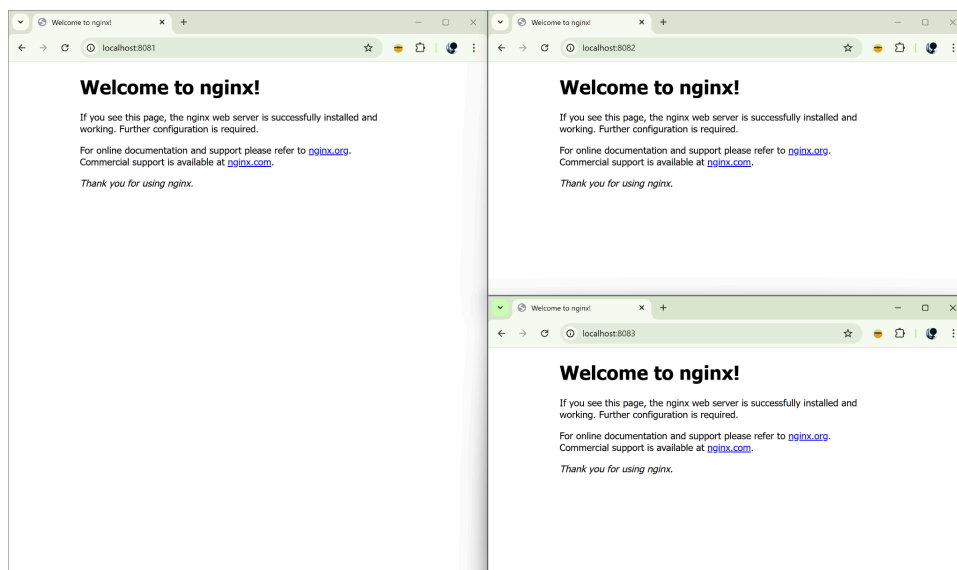 Welcome to nginx!
localhost:8081
Welcome to nginx!
If you see this page, the nginx web server is successfully installed and
working. Further configuration is required.
For online documentation and support please refer to nginx.org.
Commercial support is available at nginx.com.
Thank you for using nginx.
Welcome to nginx!
localhost:8082
Welcome to nginx!
If you see this page, the nginx web server is successfully installed and
working. Further configuration is required.
For online documentation and support please refer to nginx.org.
Commercial support is available at nginx.com.
Thank you for using nginx.
Welcome to nginx!
localhost:8083
Welcome to nginx!
If you see this page, the nginx web server is successfully installed and
working. Further configuration is required.
For online documentation and support please refer to nginx.org.
Commercial support is available at nginx.com.
Thank you for using nginx.